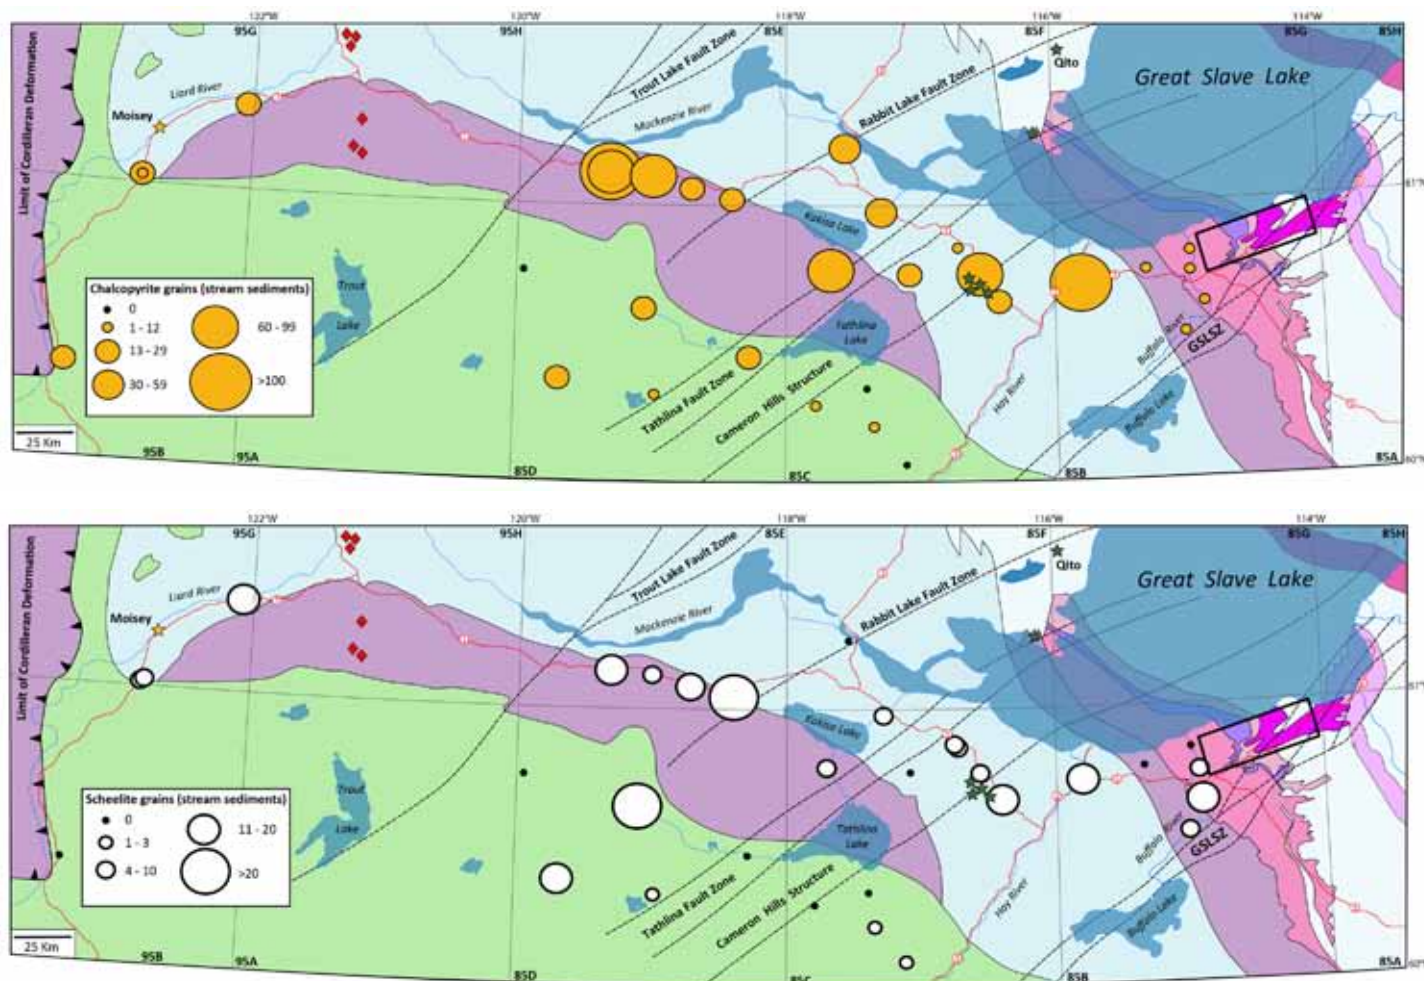 122°W 120°W 118°W 116°W 114°W
95G 95H 85F 85G 85H
Limit of Cordilleran Deformation
Liard River
Moisey
Trout Lake Fault Zone
Mackenzie River
Rabbit Lake Fault Zone
Qito
Great Slave Lake
61°N
Kakisa Lake
Trout
Lake
Tathlina
Lake
Buffalo River
GSLSZ
Hay River
Buffalo Lake
Tathlina Fault Zone
Cameron Hills Structure
Chalcopyrite grains (stream sediments)
0
1 - 12
13 - 29
30 - 59
60 - 99
>100
25 Km
95B 95A 85D 85C 85B 85A 60°N
122°W 120°W 118°W 116°W 114°W
95G 95H 85F 85G 85H
Limit of Cordilleran Deformation
Liard River
Moisey
Trout Lake Fault Zone
Mackenzie River
Rabbit Lake Fault Zone
Qito
Great Slave Lake
Kakisa Lake
Trout
Lake
Tathlina
Lake
Buffalo River
GSLSZ
Hay River
Buffalo Lake
Tathlina Fault Zone
Cameron Hills Structure
Scheelite grains (stream sediments)
0
1 - 3
4 - 10
11 - 20
>20
25 Km
95B 95A 85D 85C 85B 85A